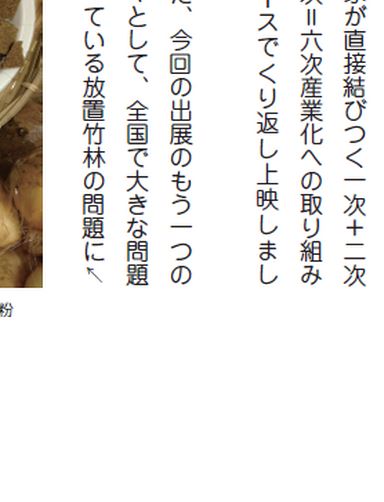 が直接結びつく一次＋二次
＝六次産業化への取り組み
スでくり返し上映しまし
、今回の出展のもう一つの
として、全国で大きな問題
ている放置竹林の問題に↖
粉